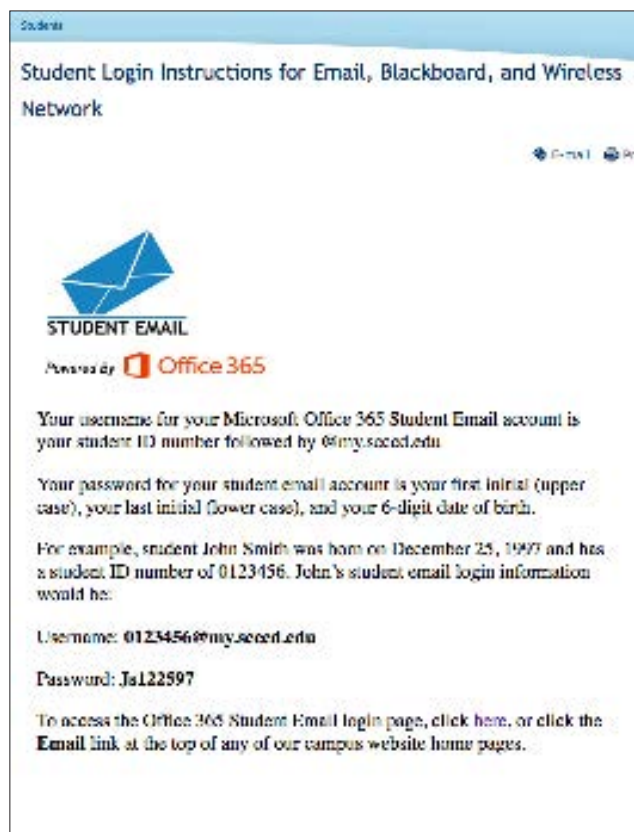 Students
Student Login Instructions for Email, Blackboard, and Wireless
Network
E-mail
STUDENT EMAIL
Powered by Office 365
Your username for your Microsoft Office 365 Student Email account is
your student ID number followed by @my.scccd.edu
Your password for your student email account is your first initial (upper
case), your last initial (lower case), and your 6-digit date of birth.
For example, student John Smith was born on December 25, 1997 and has
a student ID number of 0123456. John's student email login information
would be:
Username: 0123456@my.scccd.edu
Password: Js122597
To access the Office 365 Student Email login page, click here, or click the
Email link at the top of any of our campus website home pages.